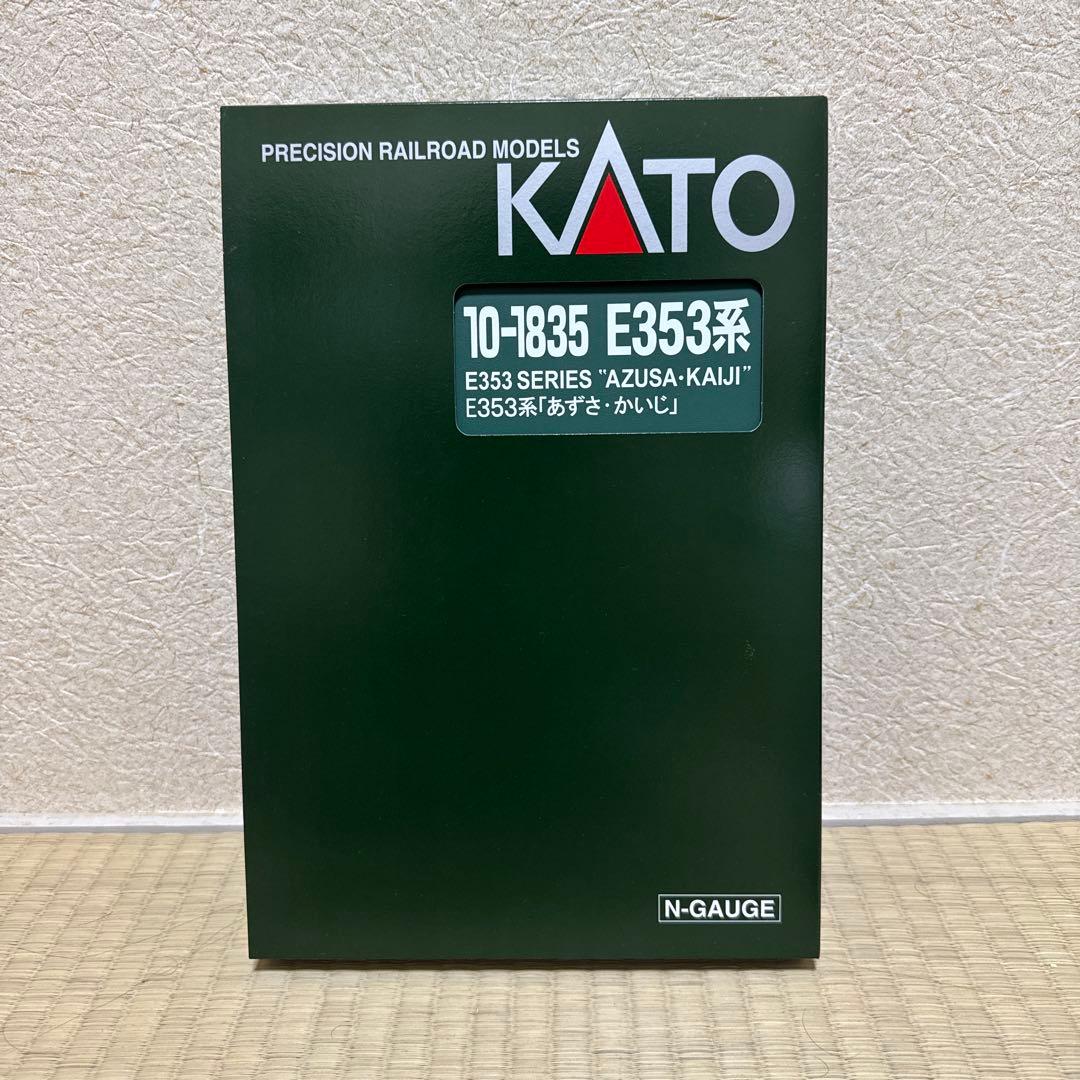 PRECISION RAILROAD MODELS
KATO
10-1835 E353系
E353 SERIES "AZUSA・KAIJI"
E353系「あずさ・かいじ」
N-GAUGE